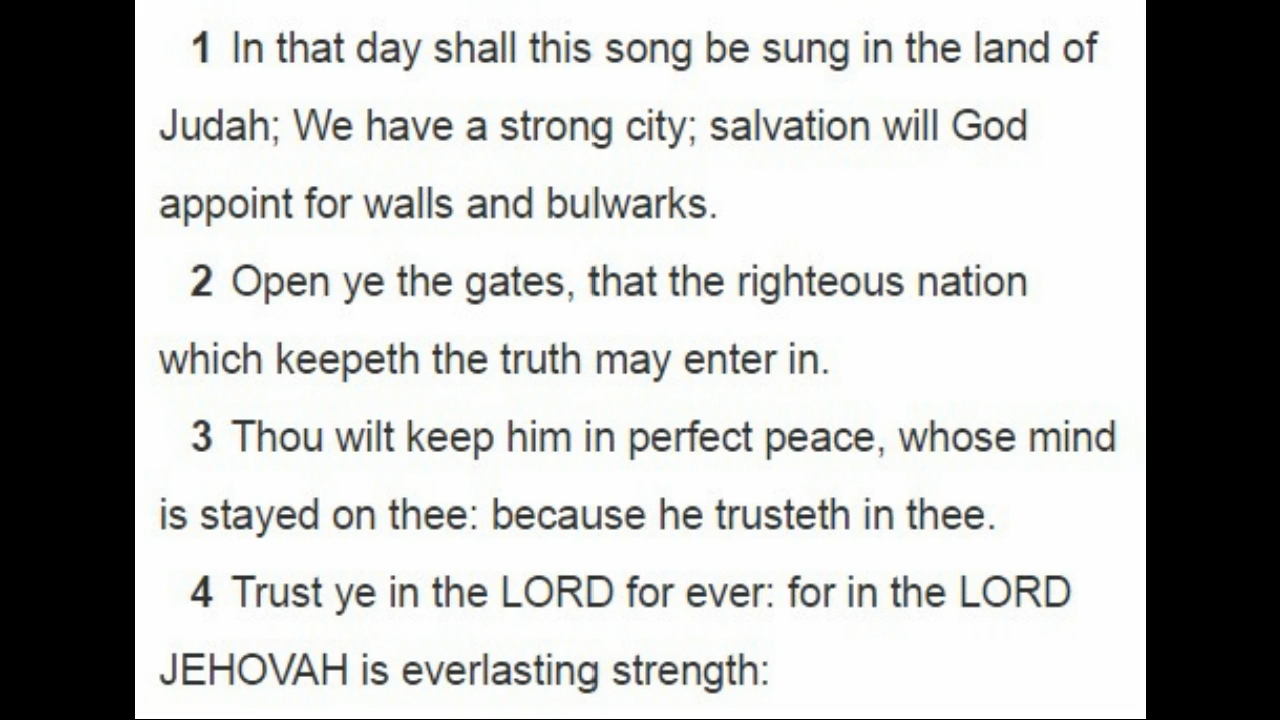 1 In that day shall this song be sung in the land of
Judah; We have a strong city; salvation will God
appoint for walls and bulwarks.
2 Open ye the gates, that the righteous nation
which keepeth the truth may enter in.
3 Thou wilt keep him in perfect peace, whose mind
is stayed on thee: because he trusteth in thee.
4 Trust ye in the LORD for ever: for in the LORD
JEHOVAH is everlasting strength: